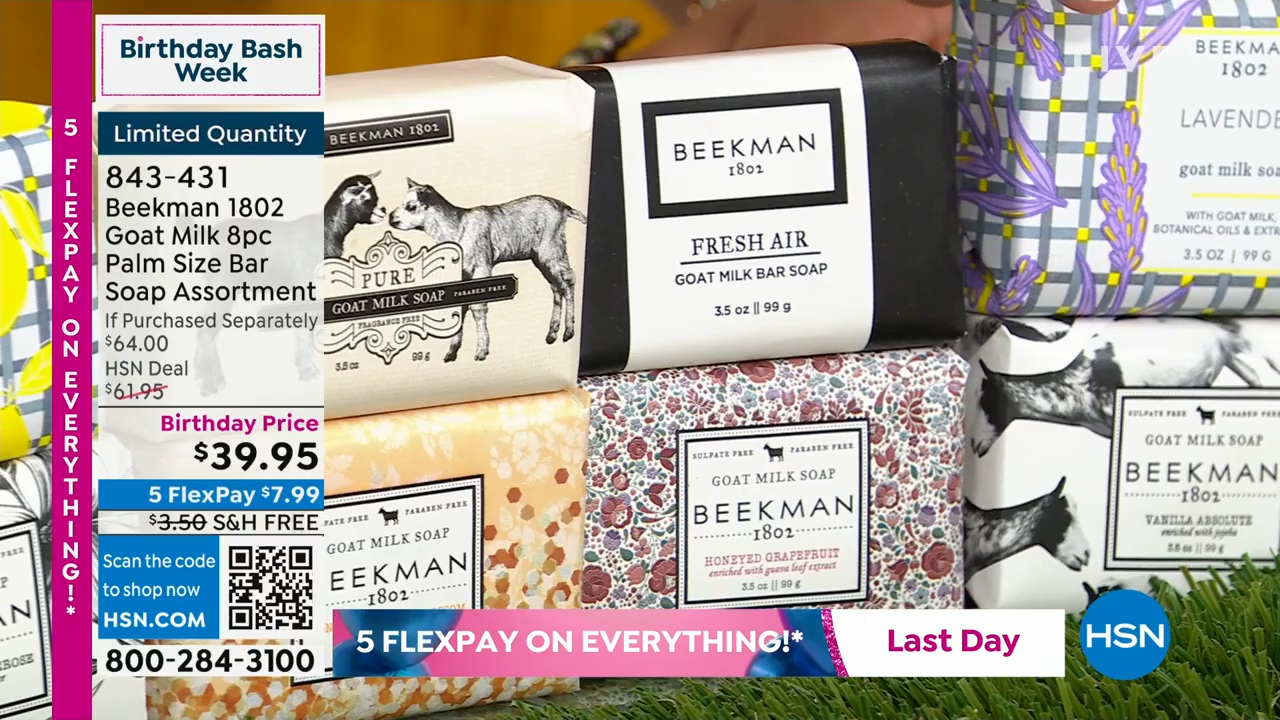 5 FLEXPAY ON EVERYTHING!*
Birthday Bash
Week
Limited Quantity
843-431
Beekman 1802
Goat Milk 8pc
Palm Size Bar
Soap Assortment
If Purchased Separately
$64.00
HSN Deal
$61.95
Birthday Price
$39.95
5 FlexPay $7.99
$3.50 S&H FREE
Scan the code
to shop now
HSN.COM
800-284-3100
BEEKMAN 1802
PURE
GOAT MILK SOAP PARABEN FREE
FRAGRANCE FREE
3.5 oz 99 g
BEEKMAN
1802
FRESH AIR
GOAT MILK BAR SOAP
3.5 oz || 99 g
BEEKMA
1802
LAVENDE
goat milk soa
WITH GOAT MILK,
BOTANICAL OILS & EXTR
3.5 OZ | 99 G
FREE PARABEN FREE
GOAT MILK SOAP
BEEKMAN
1802
SULFATE FREE PARABEN FREE
GOAT MILK SOAP
BEEKMAN
1802
HONEYED GRAPEFRUIT
enriched with guava leaf extract
3.5 oz || 99 g
SULFATE FREE PARABEN FREE
GOAT MILK SOAP
BEEKMAN
1802
VANILLA ABSOLUTE
enriched with jojoba
3.5 oz || 99 g
5 FLEXPAY ON EVERYTHING!*
Last Day
HSN